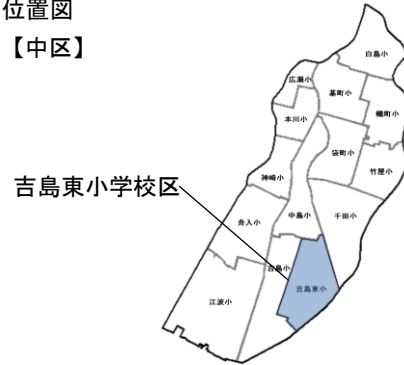 位置図
【中区】
白島小
広瀬小
基町小
幟町小
本川小
袋町小
竹屋小
神崎小
吉島東小学校区
中島小
千田小
舟入小
吉島小
吉島東小
江波小